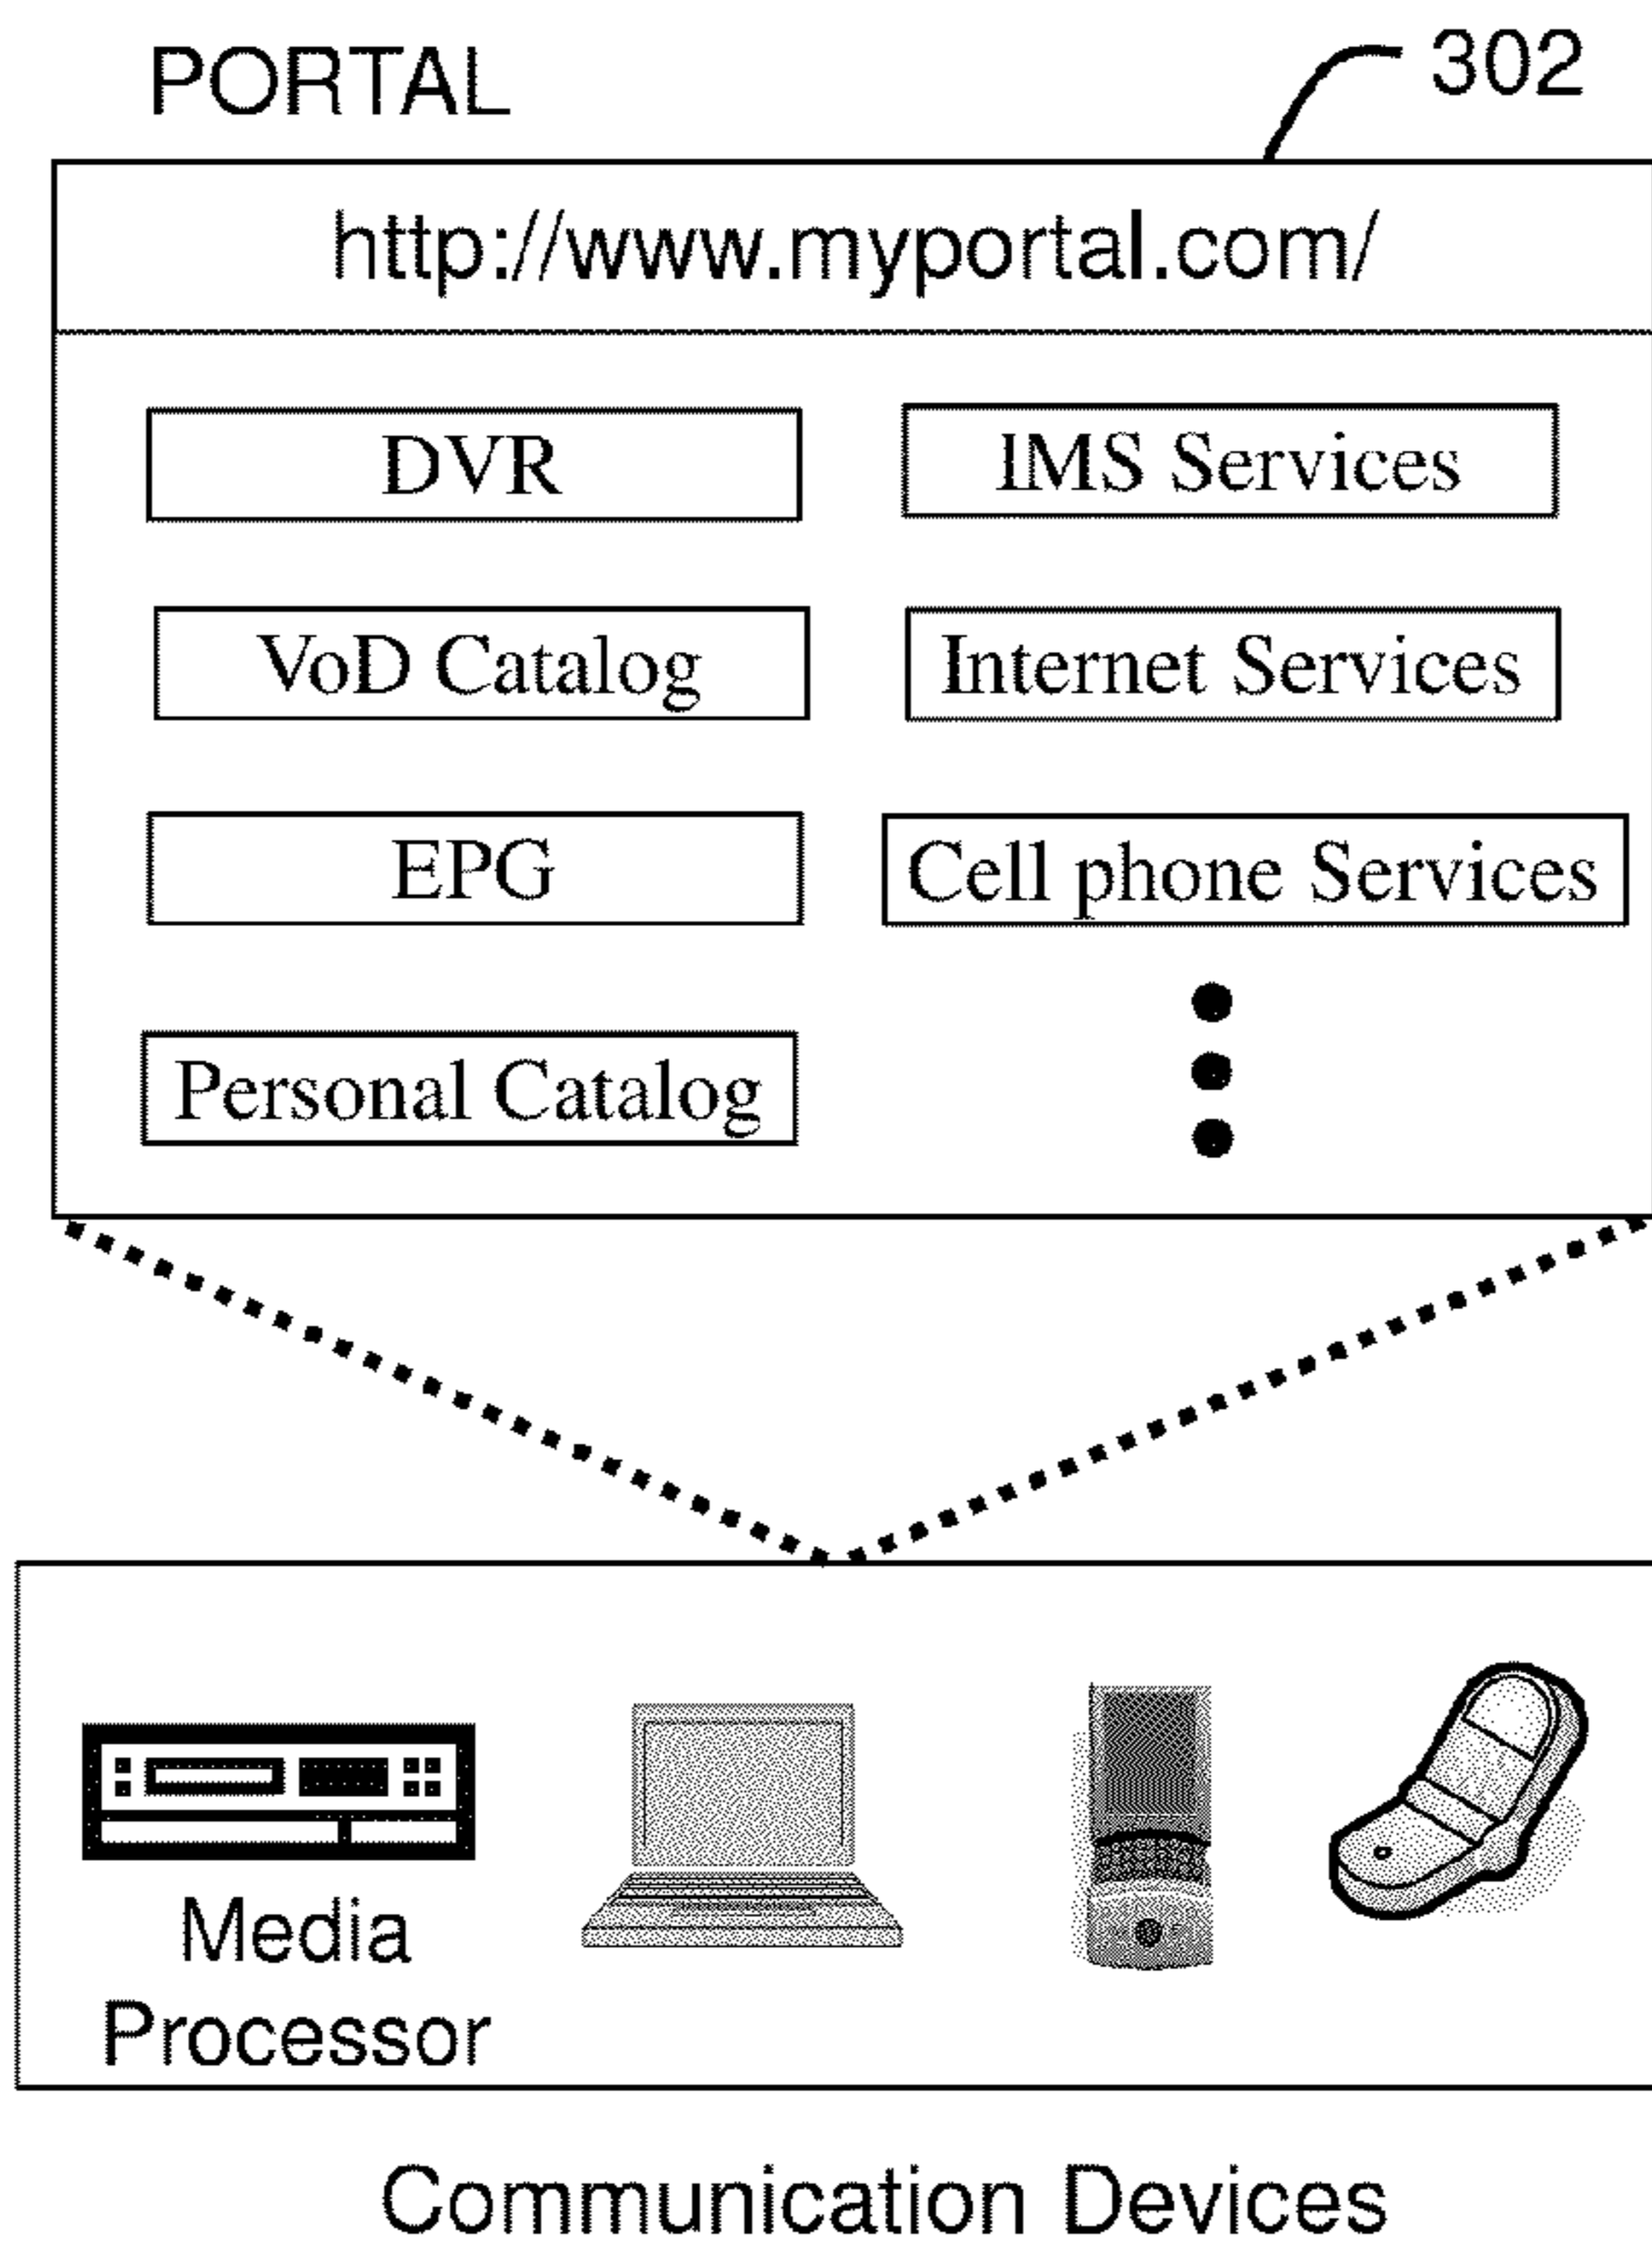 PORTAL
302
http://www.myportal.com/
DVR
IMS Services
VoD Catalog
Internet Services
EPG
Cell phone Services
Personal Catalog
Media
Processor
Communication Devices